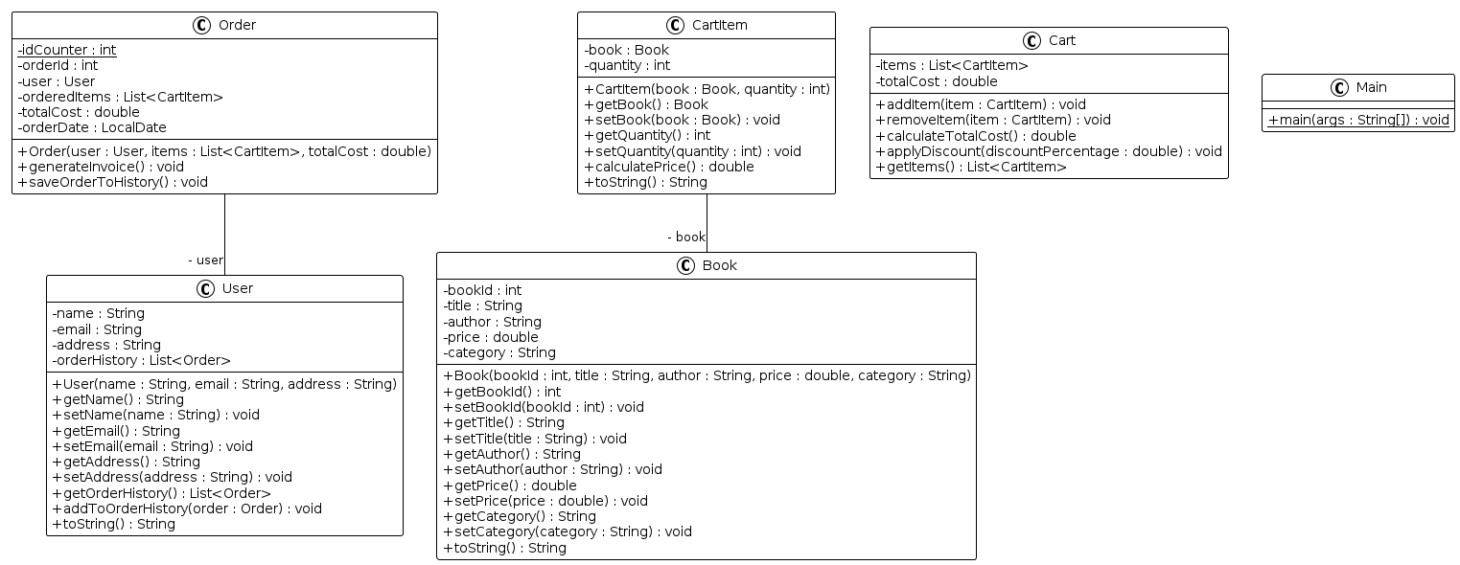 C Order
-idCounter : int
-orderId : int
-user : User
-orderedItems : List<CartItem>
-totalCost : double
-orderDate : LocalDate
+Order(user : User, items : List<CartItem>, totalCost : double)
+generateInvoice() : void
+saveOrderToHistory() : void
C CartItem
-book : Book
-quantity : int
+CartItem(book : Book, quantity : int)
+getBook() : Book
+setBook(book : Book) : void
+getQuantity() : int
+setQuantity(quantity : int) : void
+calculatePrice() : double
+toString() : String
C Cart
-items : List<CartItem>
-totalCost : double
+addItem(item : CartItem) : void
+removeItem(item : CartItem) : void
+calculateTotalCost() : double
+applyDiscount(discountPercentage : double) : void
+getItems() : List<CartItem>
C Main
+main(args : String[]) : void
- user
- book
C User
-name : String
-email : String
-address : String
-orderHistory : List<Order>
+User(name : String, email : String, address : String)
+getName() : String
+setName(name : String) : void
+getEmail() : String
+setEmail(email : String) : void
+getAddress() : String
+setAddress(address : String) : void
+getOrderHistory() : List<Order>
+addToOrderHistory(order : Order) : void
+toString() : String
C Book
-bookId : int
-title : String
-author : String
-price : double
-category : String
+Book(bookId : int, title : String, author : String, price : double, category : String)
+getBookId() : int
+setBookId(bookId : int) : void
+getTitle() : String
+setTitle(title : String) : void
+getAuthor() : String
+setAuthor(author : String) : void
+getPrice() : double
+setPrice(price : double) : void
+getCategory() : String
+setCategory(category : String) : void
+toString() : String